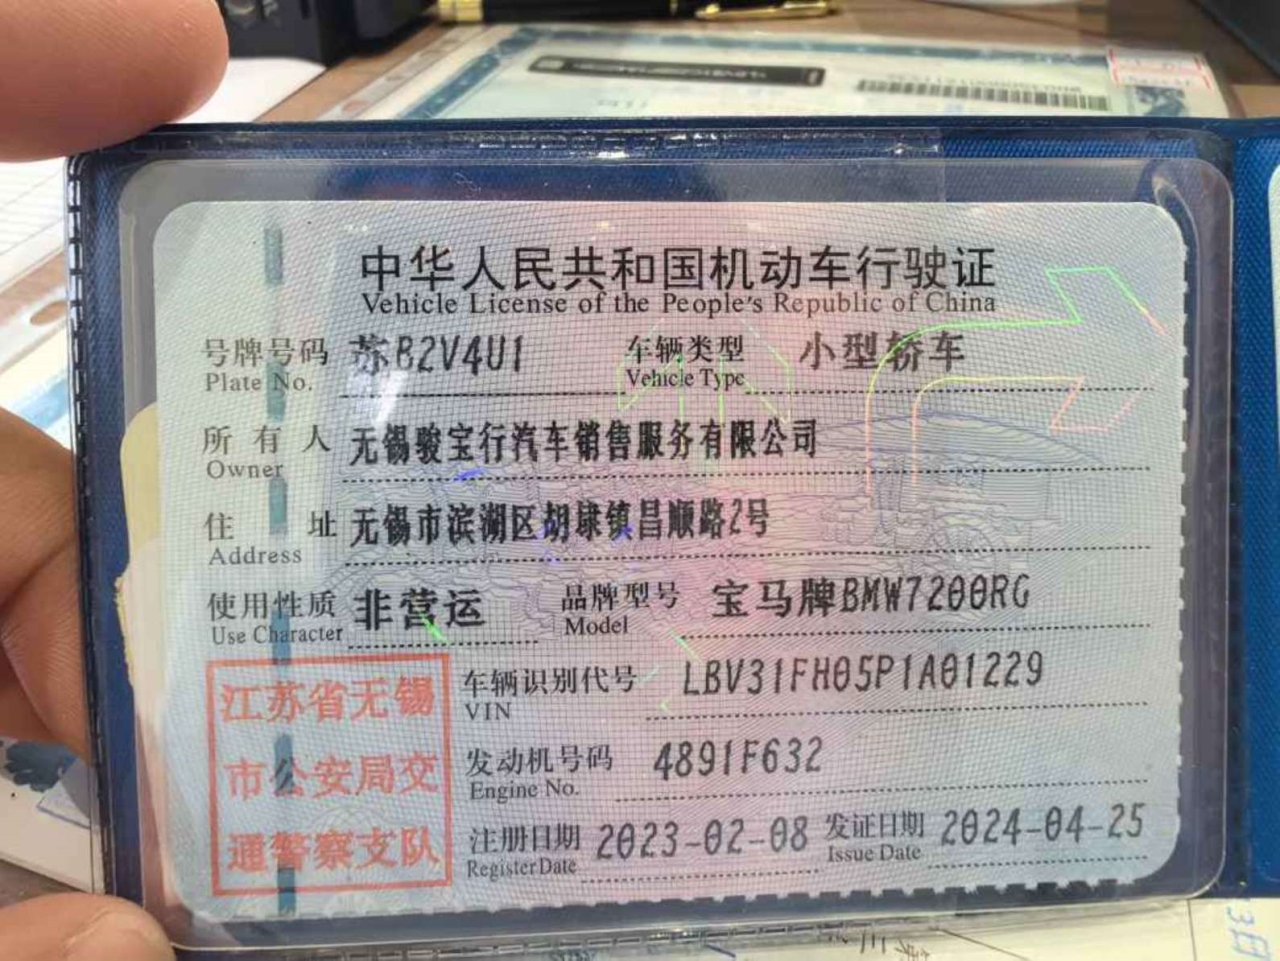 中华人民共和国机动车行驶证
Vehicle License of the People's Republic of China
号牌号码 苏B2V4U1 车辆类型 小型轿车
Plate No. Vehicle Type
所有人 无锡骏宝行汽车销售服务有限公司
Owner
住址 无锡市滨湖区胡埭镇昌顺路2号
Address
使用性质 非营运 品牌型号 宝马牌BMW7200RG
Use Character Model
江苏省无锡
市公安局交
通警察支队
车辆识别代号 LBV31FH05P1A01229
VIN
发动机号码 4891F632
Engine No.
注册日期 2023-02-08 发证日期 2024-04-25
Register Date Issue Date
3日